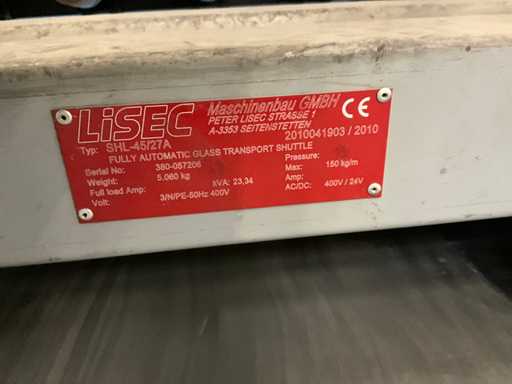 LiSEC Maschinenbau GMBH CE
PETER LISEC STRASSE 1
A-3353 SEITENSTETTEN
Typ: SHL-45/27A 2010041903 / 2010
FULLY AUTOMATIC GLASS TRANSPORT SHUTTLE
Serial No: 380-057206 Pressure:
Weight: 5,060 kg Max: 150 kg/m
Full load Amp: kVA: 23,34 Amp:
Volt: 3/N/PE-50Hz 400V AC/DC: 400V / 24V